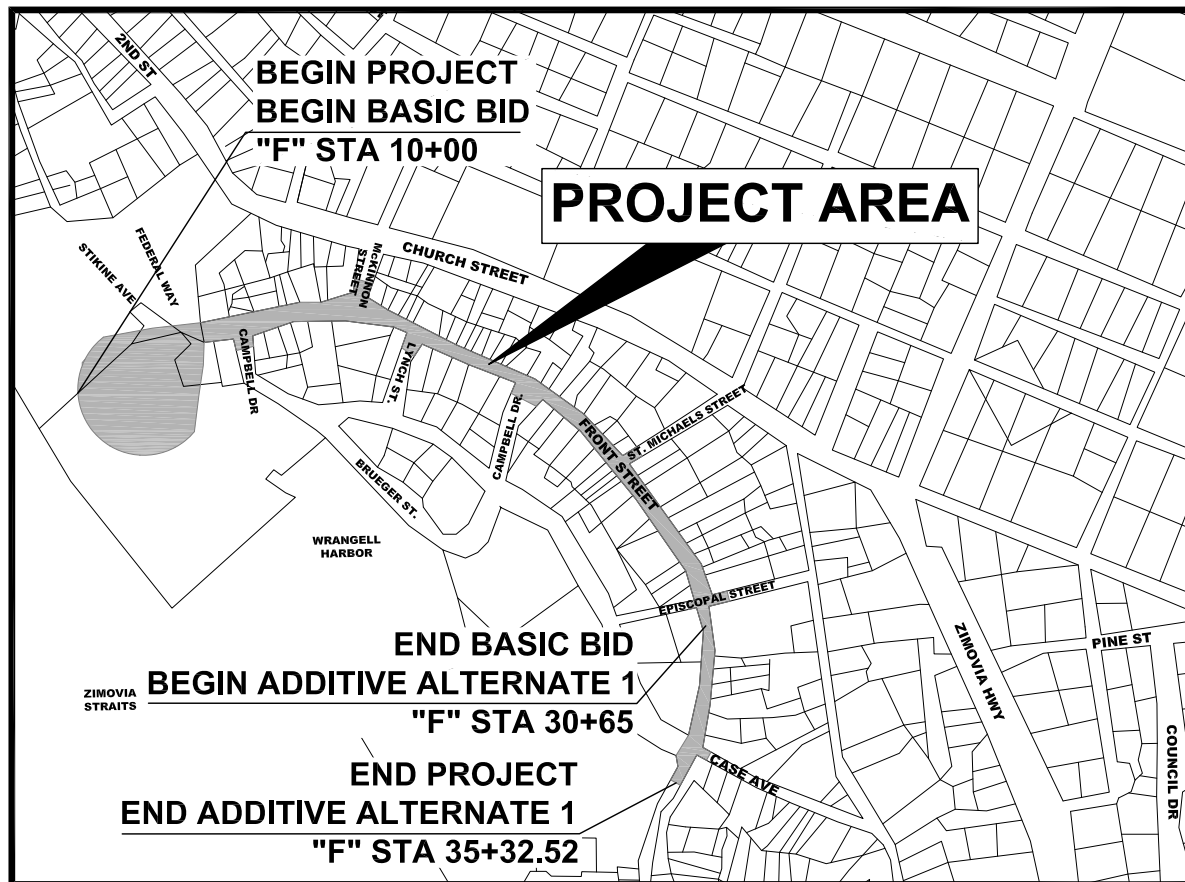 2ND ST
BEGIN PROJECT
BEGIN BASIC BID
"F" STA 10+00
PROJECT AREA
FEDERAL WAY
STIKINE AVE
McKINNON
STREET
CHURCH STREET
CAMPBELL DR
LYNCH ST.
CAMPBELL DR.
FRONT STREET
ST. MICHAELS STREET
BRUEGER ST.
WRANGELL
HARBOR
EPISCOPAL STREET
END BASIC BID
BEGIN ADDITIVE ALTERNATE 1
"F" STA 30+65
ZIMOVIA
STRAITS
ZIMOVIA HWY
PINE ST
COUNCIL DR
CASE AVE
END PROJECT
END ADDITIVE ALTERNATE 1
"F" STA 35+32.52